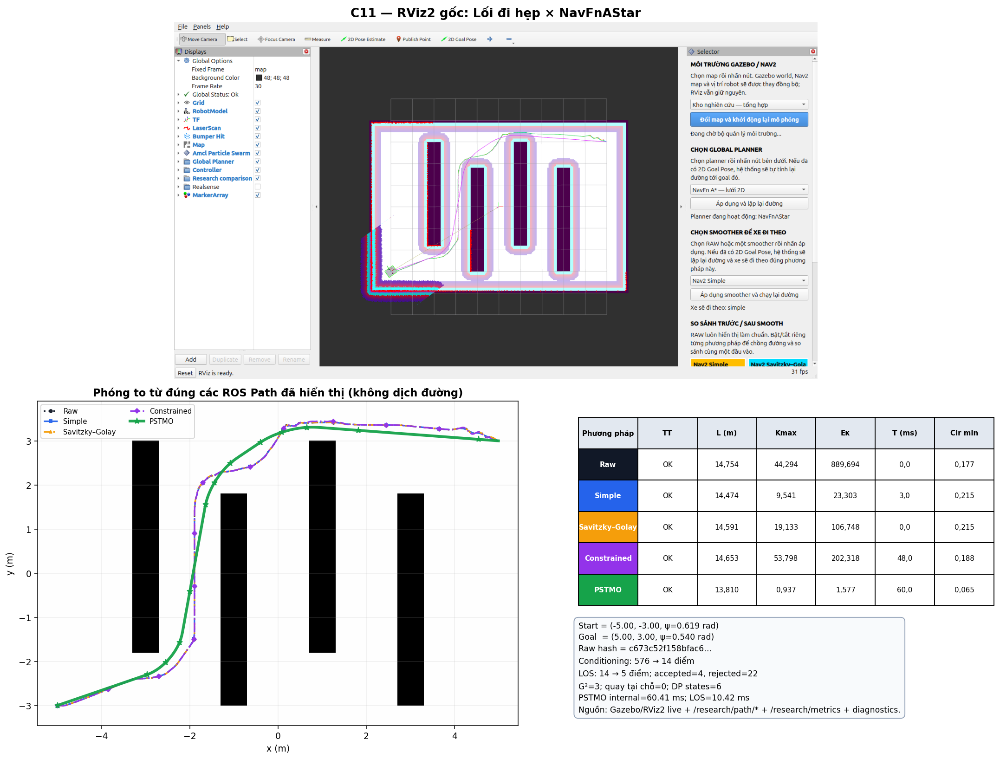 C11 — RViz2 gốc: Lối đi hẹp × NavFnAStar
File Panels Help
Move Camera Select Focus Camera Measure 2D Pose Estimate Publish Point 2D Goal Pose
Displays
Global Options
Fixed Frame map
Background Color 48; 48; 48
Frame Rate 30
Global Status: Ok
Grid
RobotModel
TF
LaserScan
Bumper Hit
Map
Amcl Particle Swarm
Global Planner
Controller
Research comparison
Realsense
MarkerArray
Add Duplicate Remove Rename
Reset RViz is ready.
Selector
MÔI TRƯỜNG GAZEBO / NAV2
Chọn map rồi nhấn nút. Gazebo world, Nav2
map và vị trí robot sẽ được thay đồng bộ;
RViz vẫn giữ nguyên.
Kho nghiên cứu — tổng hợp
Đổi map và khởi động lại mô phỏng
Đang chờ bộ quản lý môi trường...
CHỌN GLOBAL PLANNER
Chọn planner rồi nhấn nút bên dưới. Nếu đã
có 2D Goal Pose, hệ thống sẽ tự tính lại
đường tới goal đó.
NavFn A* — lưới 2D
Áp dụng và lập lại đường
Planner đang hoạt động: NavFnAStar
CHỌN SMOOTHER ĐỂ XE ĐI THEO
Chọn RAW hoặc một smoother rồi nhấn áp
dụng. Nếu đã có 2D Goal Pose, hệ thống sẽ
lập lại đường và xe sẽ đi theo đúng phương
pháp này.
Nav2 Simple
Áp dụng smoother và chạy lại đường
Xe sẽ đi theo: simple
SO SÁNH TRƯỚC / SAU SMOOTH
RAW luôn hiển thị làm chuẩn. Bật/tắt riêng
từng phương pháp để chồng đường và so
sánh cùng một đầu vào.
Nav2 Simple Nav2 Savitzky–Gola
31 fps
Phóng to từ đúng các ROS Path đã hiển thị (không dịch đường)
Raw
Simple
Savitzky–Golay
Constrained
PSTMO
3
2
1
0
−1
−2
−3
y (m)
−4 −2 0 2 4
x (m)
Phương pháp TT L (m) Kmax Eκ T (ms) Clr min
Raw OK 14,754 44,294 889,694 0,0 0,177
Simple OK 14,474 9,541 23,303 3,0 0,215
Savitzky–Golay OK 14,591 19,133 106,748 0,0 0,215
Constrained OK 14,653 53,798 202,318 48,0 0,188
PSTMO OK 13,810 0,937 1,577 60,0 0,065
Start = (-5.00, -3.00, ψ=0.619 rad)
Goal = (5.00, 3.00, ψ=0.540 rad)
Raw hash = c673c52f158bfac6...
Conditioning: 576 → 14 điểm
LOS: 14 → 5 điểm; accepted=4, rejected=22
G²=3; quay tại chỗ=0; DP states=6
PSTMO internal=60.41 ms; LOS=10.42 ms
Nguồn: Gazebo/RViz2 live + /research/path/* + /research/metrics + diagnostics.